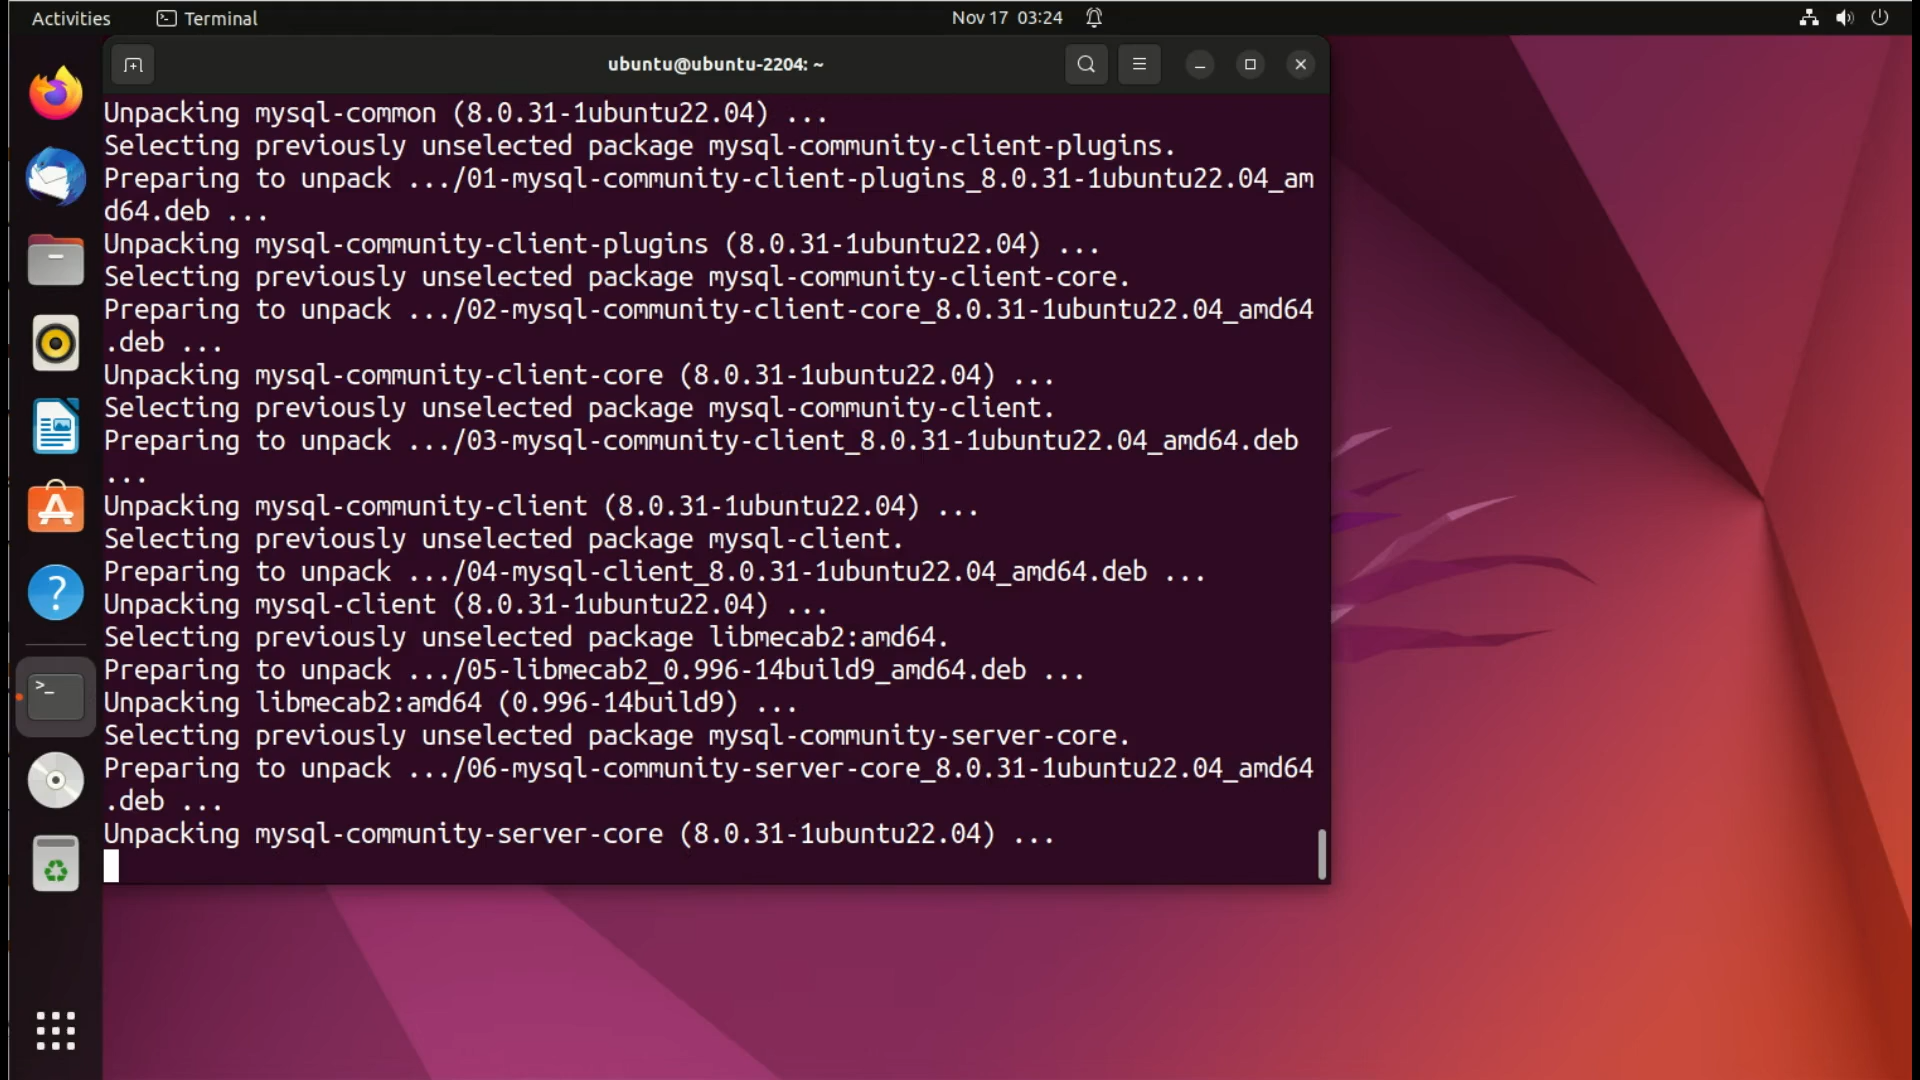 Activities
Terminal
Nov 17 03:24
ubuntu@ubuntu-2204: ~
Unpacking mysql-common (8.0.31-1ubuntu22.04) ...
Selecting previously unselected package mysql-community-client-plugins.
Preparing to unpack .../01-mysql-community-client-plugins_8.0.31-1ubuntu22.04_am
d64.deb ...
Unpacking mysql-community-client-plugins (8.0.31-1ubuntu22.04) ...
Selecting previously unselected package mysql-community-client-core.
Preparing to unpack .../02-mysql-community-client-core_8.0.31-1ubuntu22.04_amd64
.deb ...
Unpacking mysql-community-client-core (8.0.31-1ubuntu22.04) ...
Selecting previously unselected package mysql-community-client.
Preparing to unpack .../03-mysql-community-client_8.0.31-1ubuntu22.04_amd64.deb
...
Unpacking mysql-community-client (8.0.31-1ubuntu22.04) ...
Selecting previously unselected package mysql-client.
Preparing to unpack .../04-mysql-client_8.0.31-1ubuntu22.04_amd64.deb ...
Unpacking mysql-client (8.0.31-1ubuntu22.04) ...
Selecting previously unselected package libmecab2:amd64.
Preparing to unpack .../05-libmecab2_0.996-14build9_amd64.deb ...
Unpacking libmecab2:amd64 (0.996-14build9) ...
Selecting previously unselected package mysql-community-server-core.
Preparing to unpack .../06-mysql-community-server-core_8.0.31-1ubuntu22.04_amd64
.deb ...
Unpacking mysql-community-server-core (8.0.31-1ubuntu22.04) ...